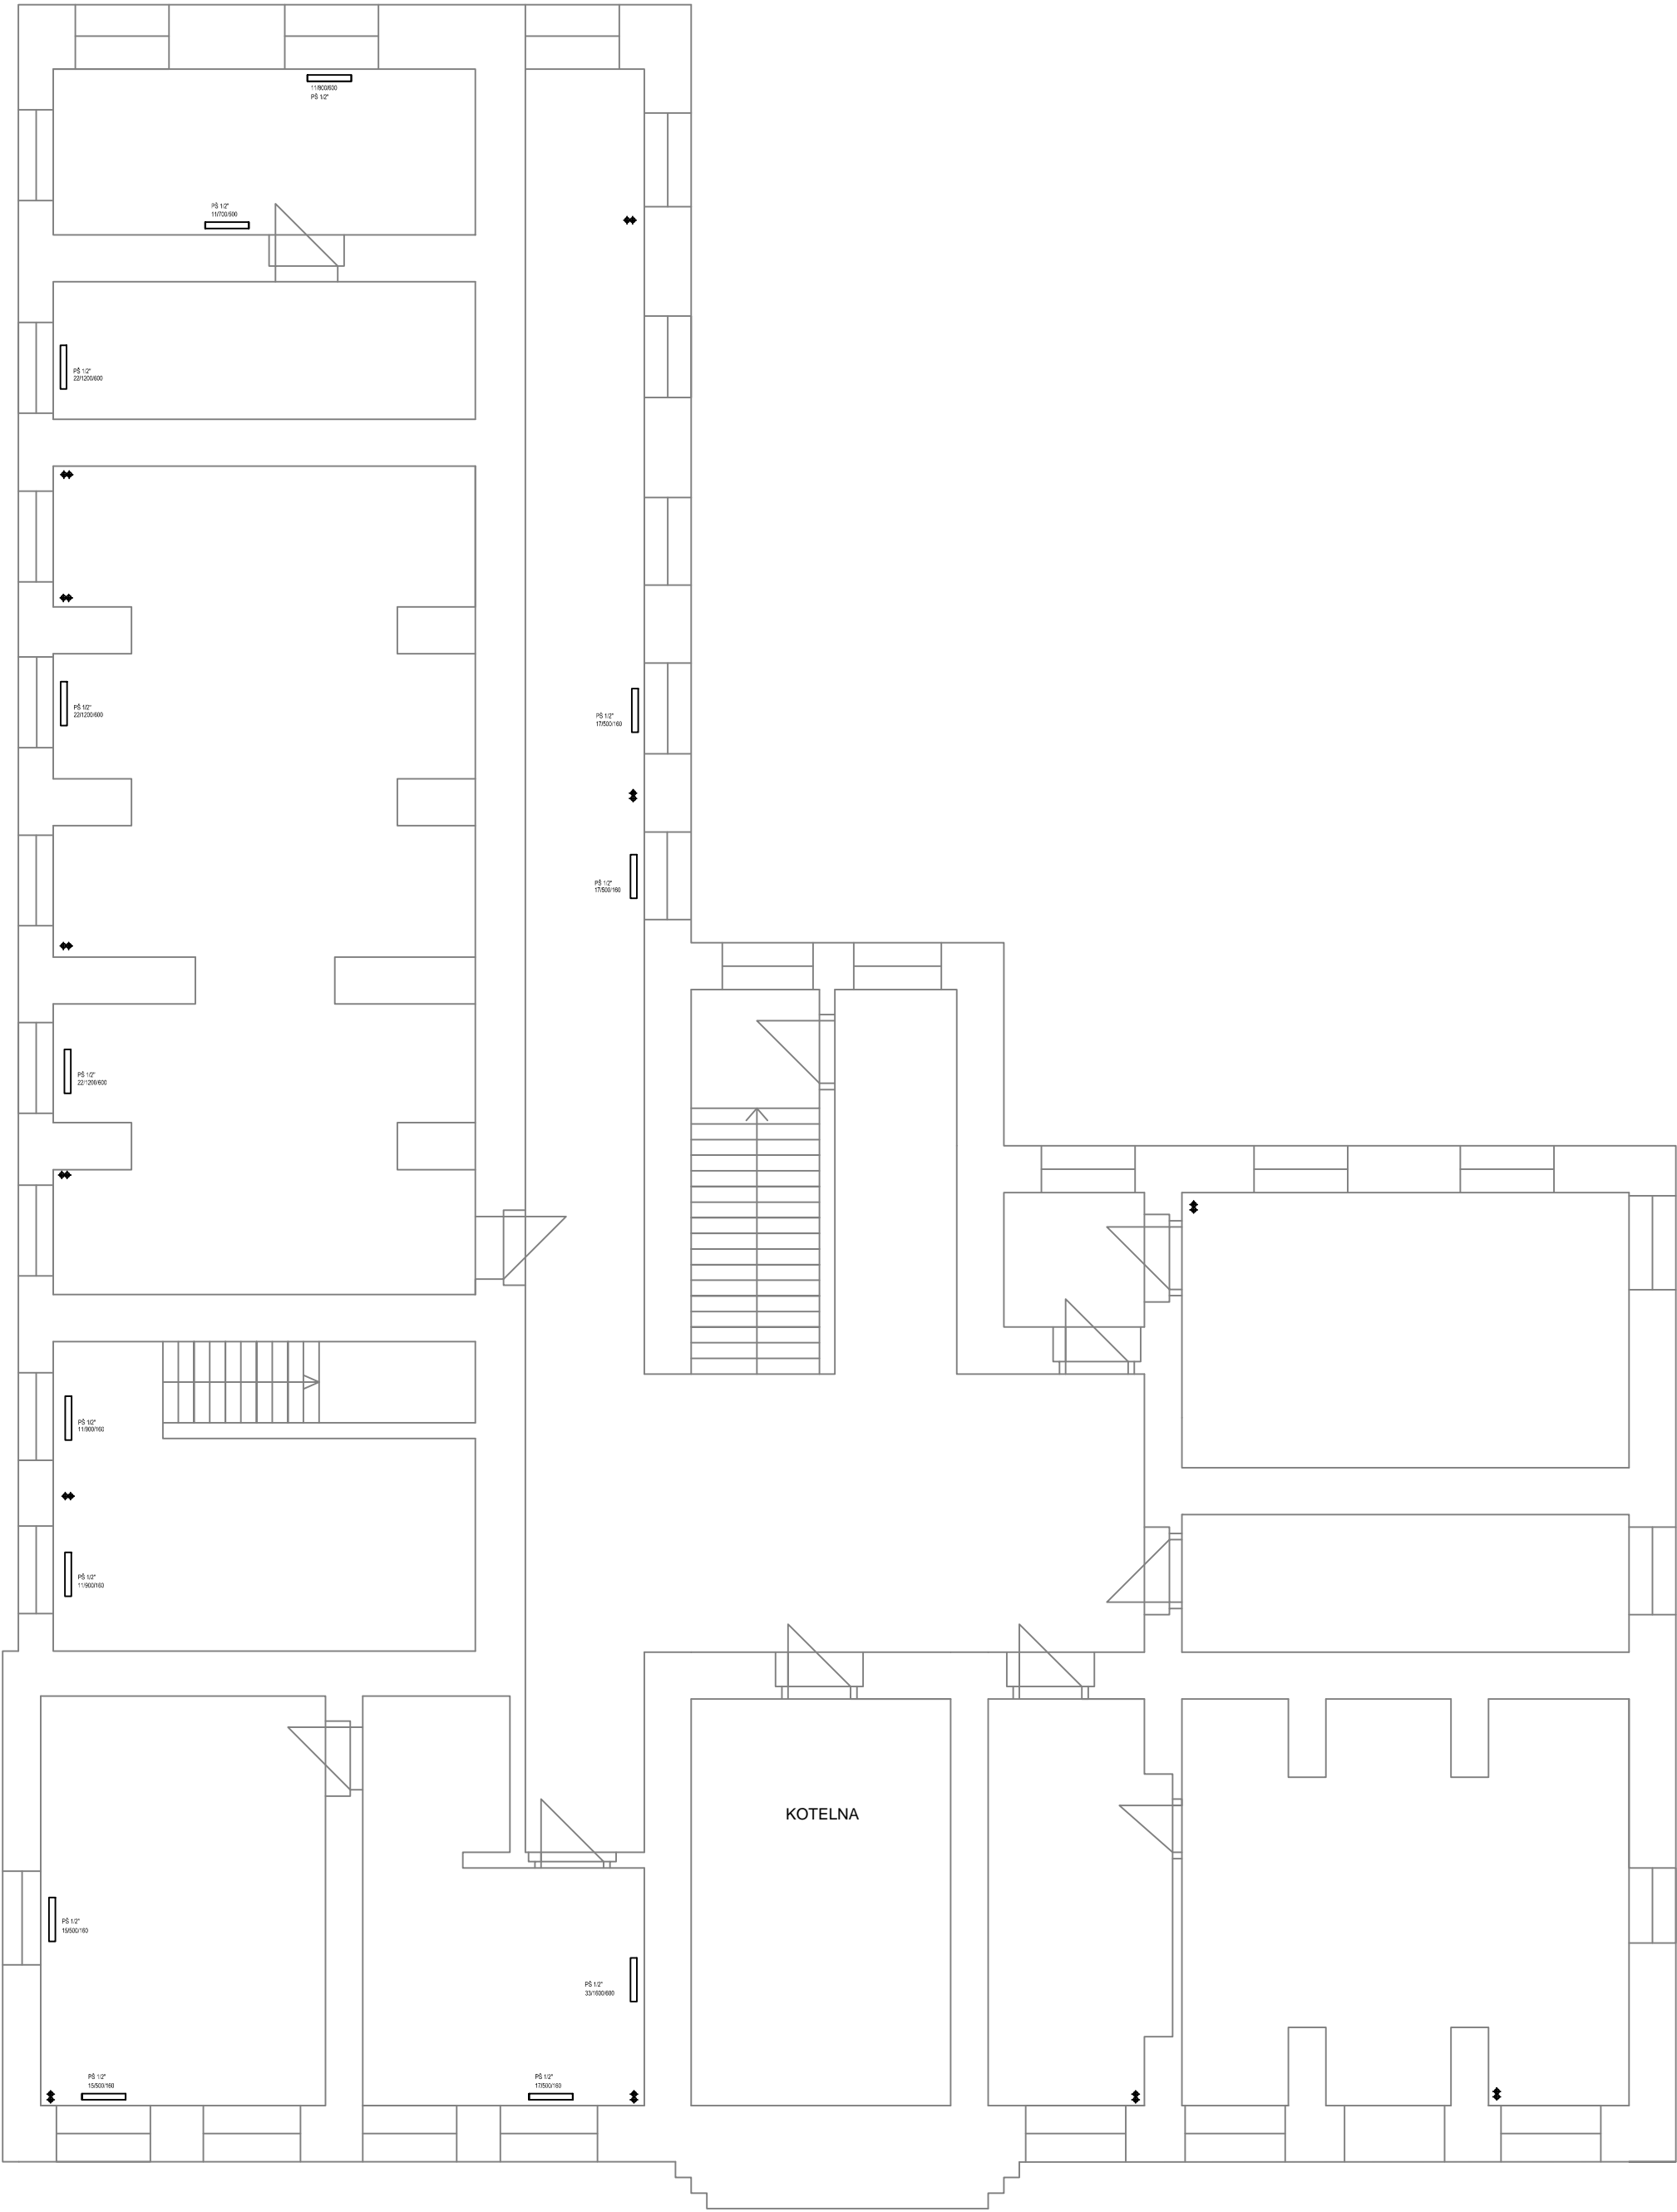 11/800/600
PŠ 1/2"
PŠ 1/2"
11/700/600
PŠ 1/2"
22/1200/600
PŠ 1/2"
22/1200/600
PŠ 1/2"
17/500/160
PŠ 1/2"
17/500/160
PŠ 1/2"
22/1200/600
PŠ 1/2"
11/900/160
PŠ 1/2"
11/900/160
KOTELNA
PŠ 1/2"
15/500/160
PŠ 1/2"
33/1600/600
PŠ 1/2"
15/500/160
PŠ 1/2"
17/500/160